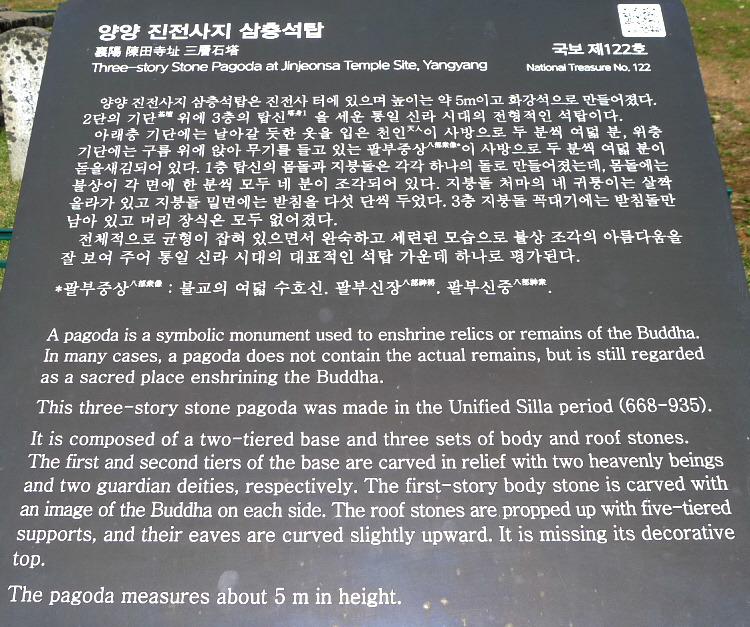 양양 진전사지 삼층석탑
襄陽 陳田寺址 三層石塔
Three-story Stone Pagoda at Jinjeonsa Temple Site, Yangyang
국보 제122호
National Treasure No. 122
양양 진전사지 삼층석탑은 진전사 터에 있으며 높이는 약 5m이고 화강석으로 만들어졌다.
2단의 기단基壇 위에 3층의 탑신塔身을 세운 통일 신라 시대의 전형적인 석탑이다.
아래층 기단에는 날아갈 듯한 옷을 입은 천인天人이 사방으로 두 분씩 여덟 분, 위층
기단에는 구름 위에 앉아 무기를 들고 있는 팔부중상八部衆像*이 사방으로 두 분씩 여덟 분이
돋을새김되어 있다. 1층 탑신의 몸돌과 지붕돌은 각각 하나의 돌로 만들어졌는데, 몸돌에는
불상이 각 면에 한 분씩 모두 네 분이 조각되어 있다. 지붕돌 처마의 네 귀퉁이는 살짝
올라가 있고 지붕돌 밑면에는 받침을 다섯 단씩 두었다. 3층 지붕돌 꼭대기에는 받침돌만
남아 있고 머리 장식은 모두 없어졌다.
전체적으로 균형이 잡혀 있으면서 완숙하고 세련된 모습으로 불상 조각의 아름다움을
잘 보여 주어 통일 신라 시대의 대표적인 석탑 가운데 하나로 평가된다.
*팔부중상八部衆像 : 불교의 여덟 수호신. 팔부신장八部神將. 팔부신중八部神衆.
A pagoda is a symbolic monument used to enshrine relics or remains of the Buddha.
In many cases, a pagoda does not contain the actual remains, but is still regarded
as a sacred place enshrining the Buddha.
This three-story stone pagoda was made in the Unified Silla period (668-935).
It is composed of a two-tiered base and three sets of body and roof stones.
The first and second tiers of the base are carved in relief with two heavenly beings
and two guardian deities, respectively. The first-story body stone is carved with
an image of the Buddha on each side. The roof stones are propped up with five-tiered
supports, and their eaves are curved slightly upward. It is missing its decorative
top.
The pagoda measures about 5 m in height.